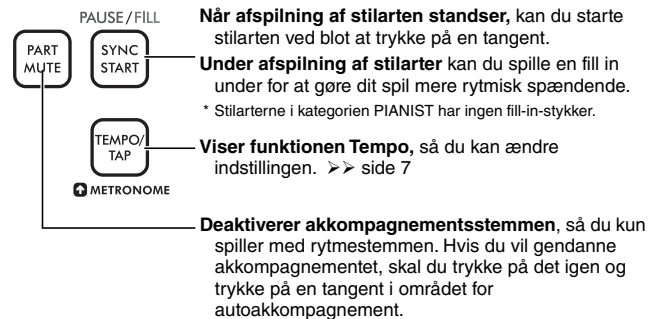 PAUSE/FILL
PART
MUTE
SYNC
START
TEMPO/
TAP
METRONOME
Når afspilning af stilarten standser, kan du starte
stilarten ved blot at trykke på en tangent.
Under afspilning af stilarter kan du spille en fill in
under for at gøre dit spil mere rytmisk spændende.
* Stilarterne i kategorien PIANIST har ingen fill-in-stykker.
Viser funktionen Tempo, så du kan ændre
indstillingen. ➢➢ side 7
Deaktiverer akkompagnementsstemmen, så du kun
spiller med rytmestemmen. Hvis du vil gendanne
akkompagnementet, skal du trykke på det igen og
trykke på en tangent i området for
autoakkompagnement.